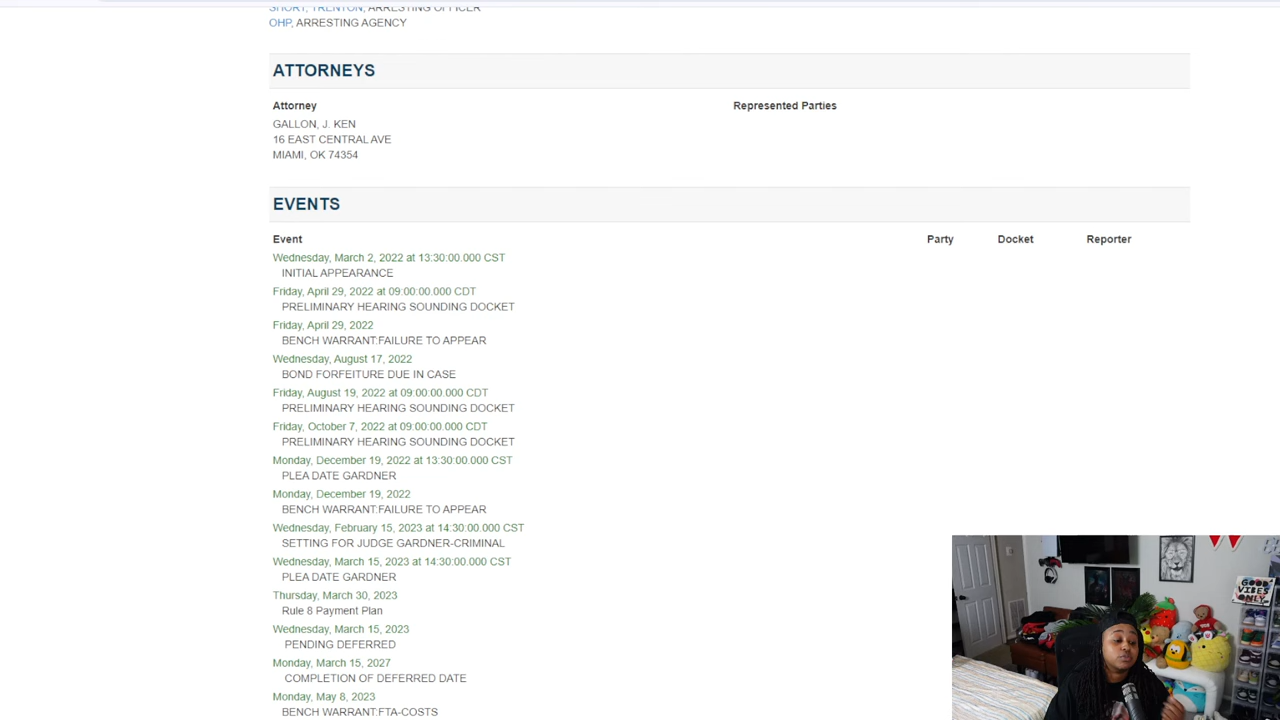 SHORT, TRENTON, ARRESTING OFFICER
OHP, ARRESTING AGENCY
ATTORNEYS
Attorney Represented Parties
GALLON, J. KEN
16 EAST CENTRAL AVE
MIAMI, OK 74354
EVENTS
Event Party Docket Reporter
Wednesday, March 2, 2022 at 13:30:00.000 CST
INITIAL APPEARANCE
Friday, April 29, 2022 at 09:00:00.000 CDT
PRELIMINARY HEARING SOUNDING DOCKET
Friday, April 29, 2022
BENCH WARRANT:FAILURE TO APPEAR
Wednesday, August 17, 2022
BOND FORFEITURE DUE IN CASE
Friday, August 19, 2022 at 09:00:00.000 CDT
PRELIMINARY HEARING SOUNDING DOCKET
Friday, October 7, 2022 at 09:00:00.000 CDT
PRELIMINARY HEARING SOUNDING DOCKET
Monday, December 19, 2022 at 13:30:00.000 CST
PLEA DATE GARDNER
Monday, December 19, 2022
BENCH WARRANT:FAILURE TO APPEAR
Wednesday, February 15, 2023 at 14:30:00.000 CST
SETTING FOR JUDGE GARDNER-CRIMINAL
Wednesday, March 15, 2023 at 14:30:00.000 CST
PLEA DATE GARDNER
Thursday, March 30, 2023
Rule 8 Payment Plan
Wednesday, March 15, 2023
PENDING DEFERRED
Monday, March 15, 2027
COMPLETION OF DEFERRED DATE
Monday, May 8, 2023
BENCH WARRANT:FTA-COSTS
GOOD
VIBES
ONLY